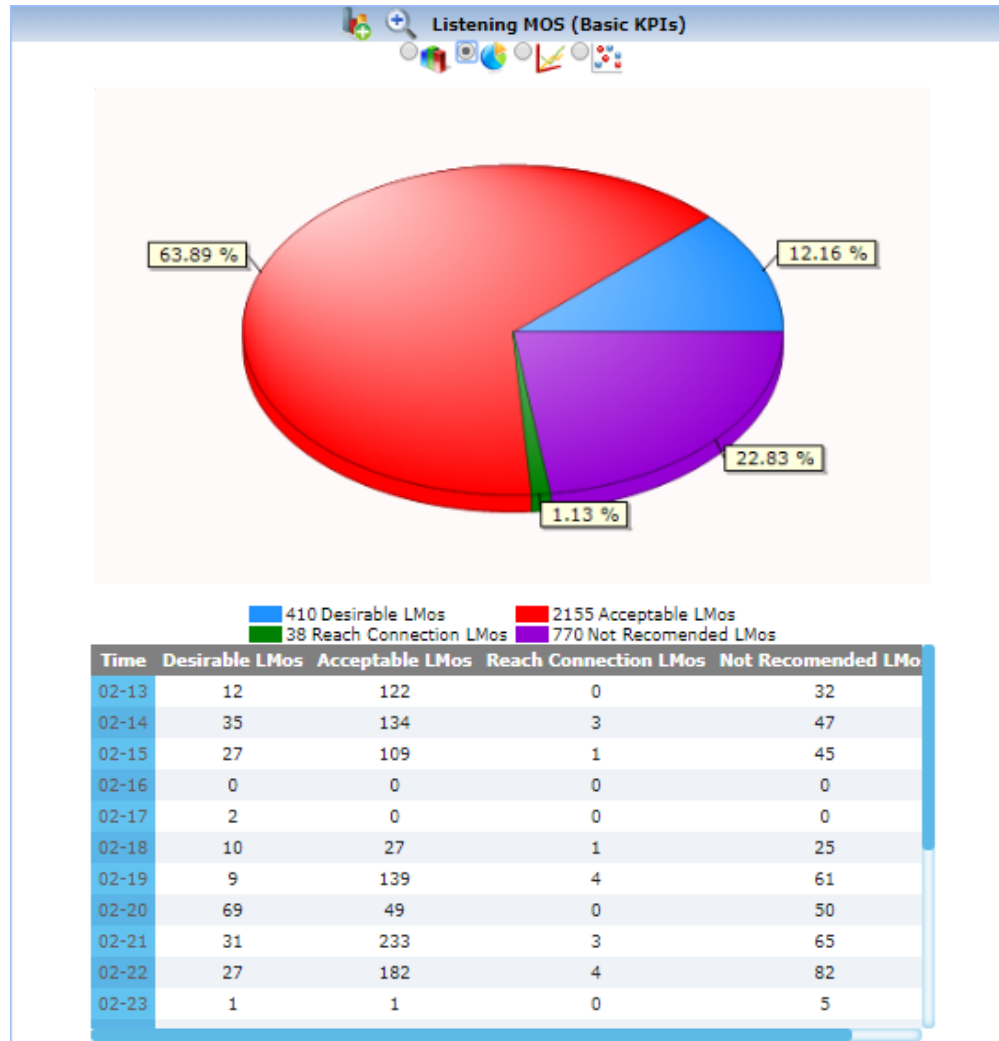 Listening MOS (Basic KPIs)
63.89 %
12.16 %
22.83 %
1.13 %
410 Desirable LMos 2155 Acceptable LMos
38 Reach Connection LMos 770 Not Recomended LMos
Time Desirable LMos Acceptable LMos Reach Connection LMos Not Recomended LMo
02-13 12 122 0 32
02-14 35 134 3 47
02-15 27 109 1 45
02-16 0 0 0 0
02-17 2 0 0 0
02-18 10 27 1 25
02-19 9 139 4 61
02-20 69 49 0 50
02-21 31 233 3 65
02-22 27 182 4 82
02-23 1 1 0 5